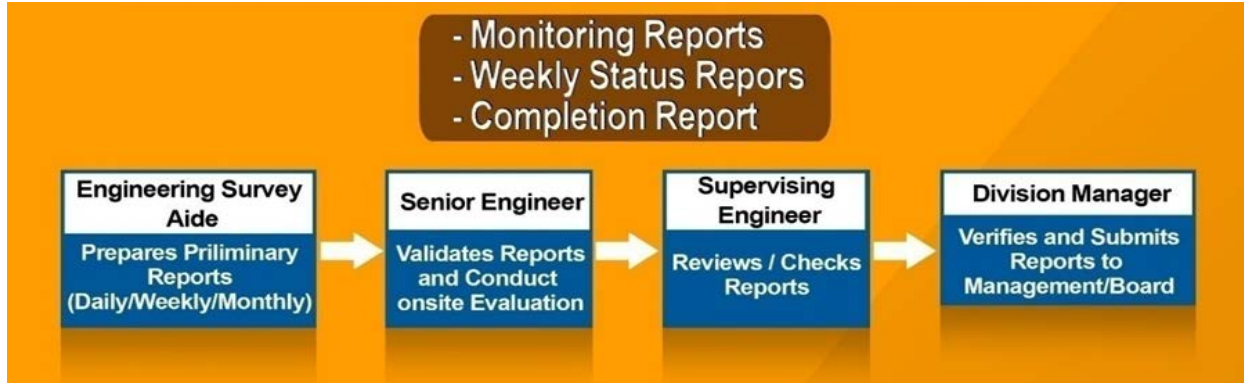 - Monitoring Reports
- Weekly Status Repors
- Completion Report
Engineering Survey
Aide
Prepares Priliminary
Reports
(Daily/Weekly/Monthly)
Senior Engineer
Validates Reports
and Conduct
onsite Evaluation
Supervising
Engineer
Reviews / Checks
Reports
Division Manager
Verifies and Submits
Reports to
Management/Board